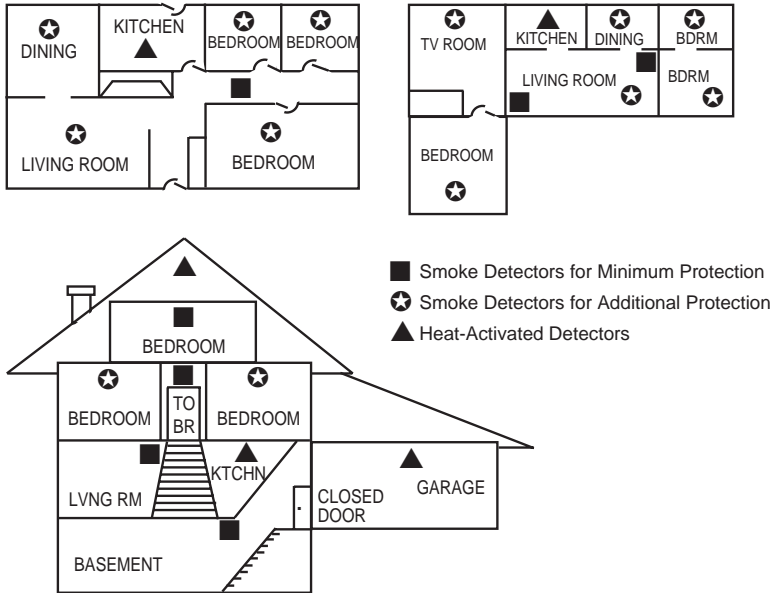 DINING
KITCHEN
BEDROOM
BEDROOM
LIVING ROOM
BEDROOM
TV ROOM
KITCHEN
DINING
BDRM
LIVING ROOM
BDRM
BEDROOM
Smoke Detectors for Minimum Protection
Smoke Detectors for Additional Protection
Heat-Activated Detectors
BEDROOM
BEDROOM
TO
BR
BEDROOM
LVNG RM
KTCHN
CLOSED
DOOR
GARAGE
BASEMENT